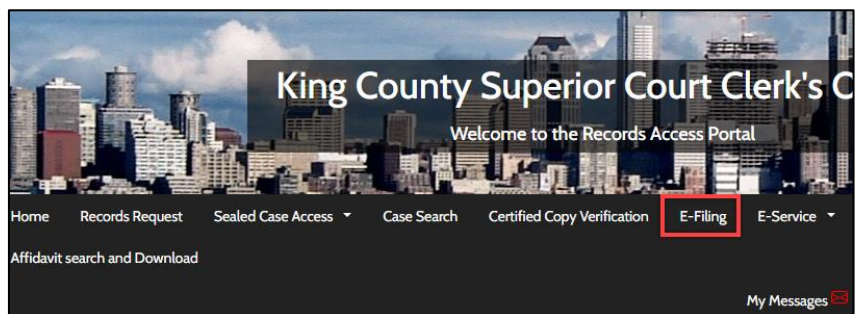 King County Superior Court Clerk's
Welcome to the Records Access Portal
Home Records Request Sealed Case Access Case Search Certified Copy Verification E-Filing E-Service
Affidavit search and Download
My Messages